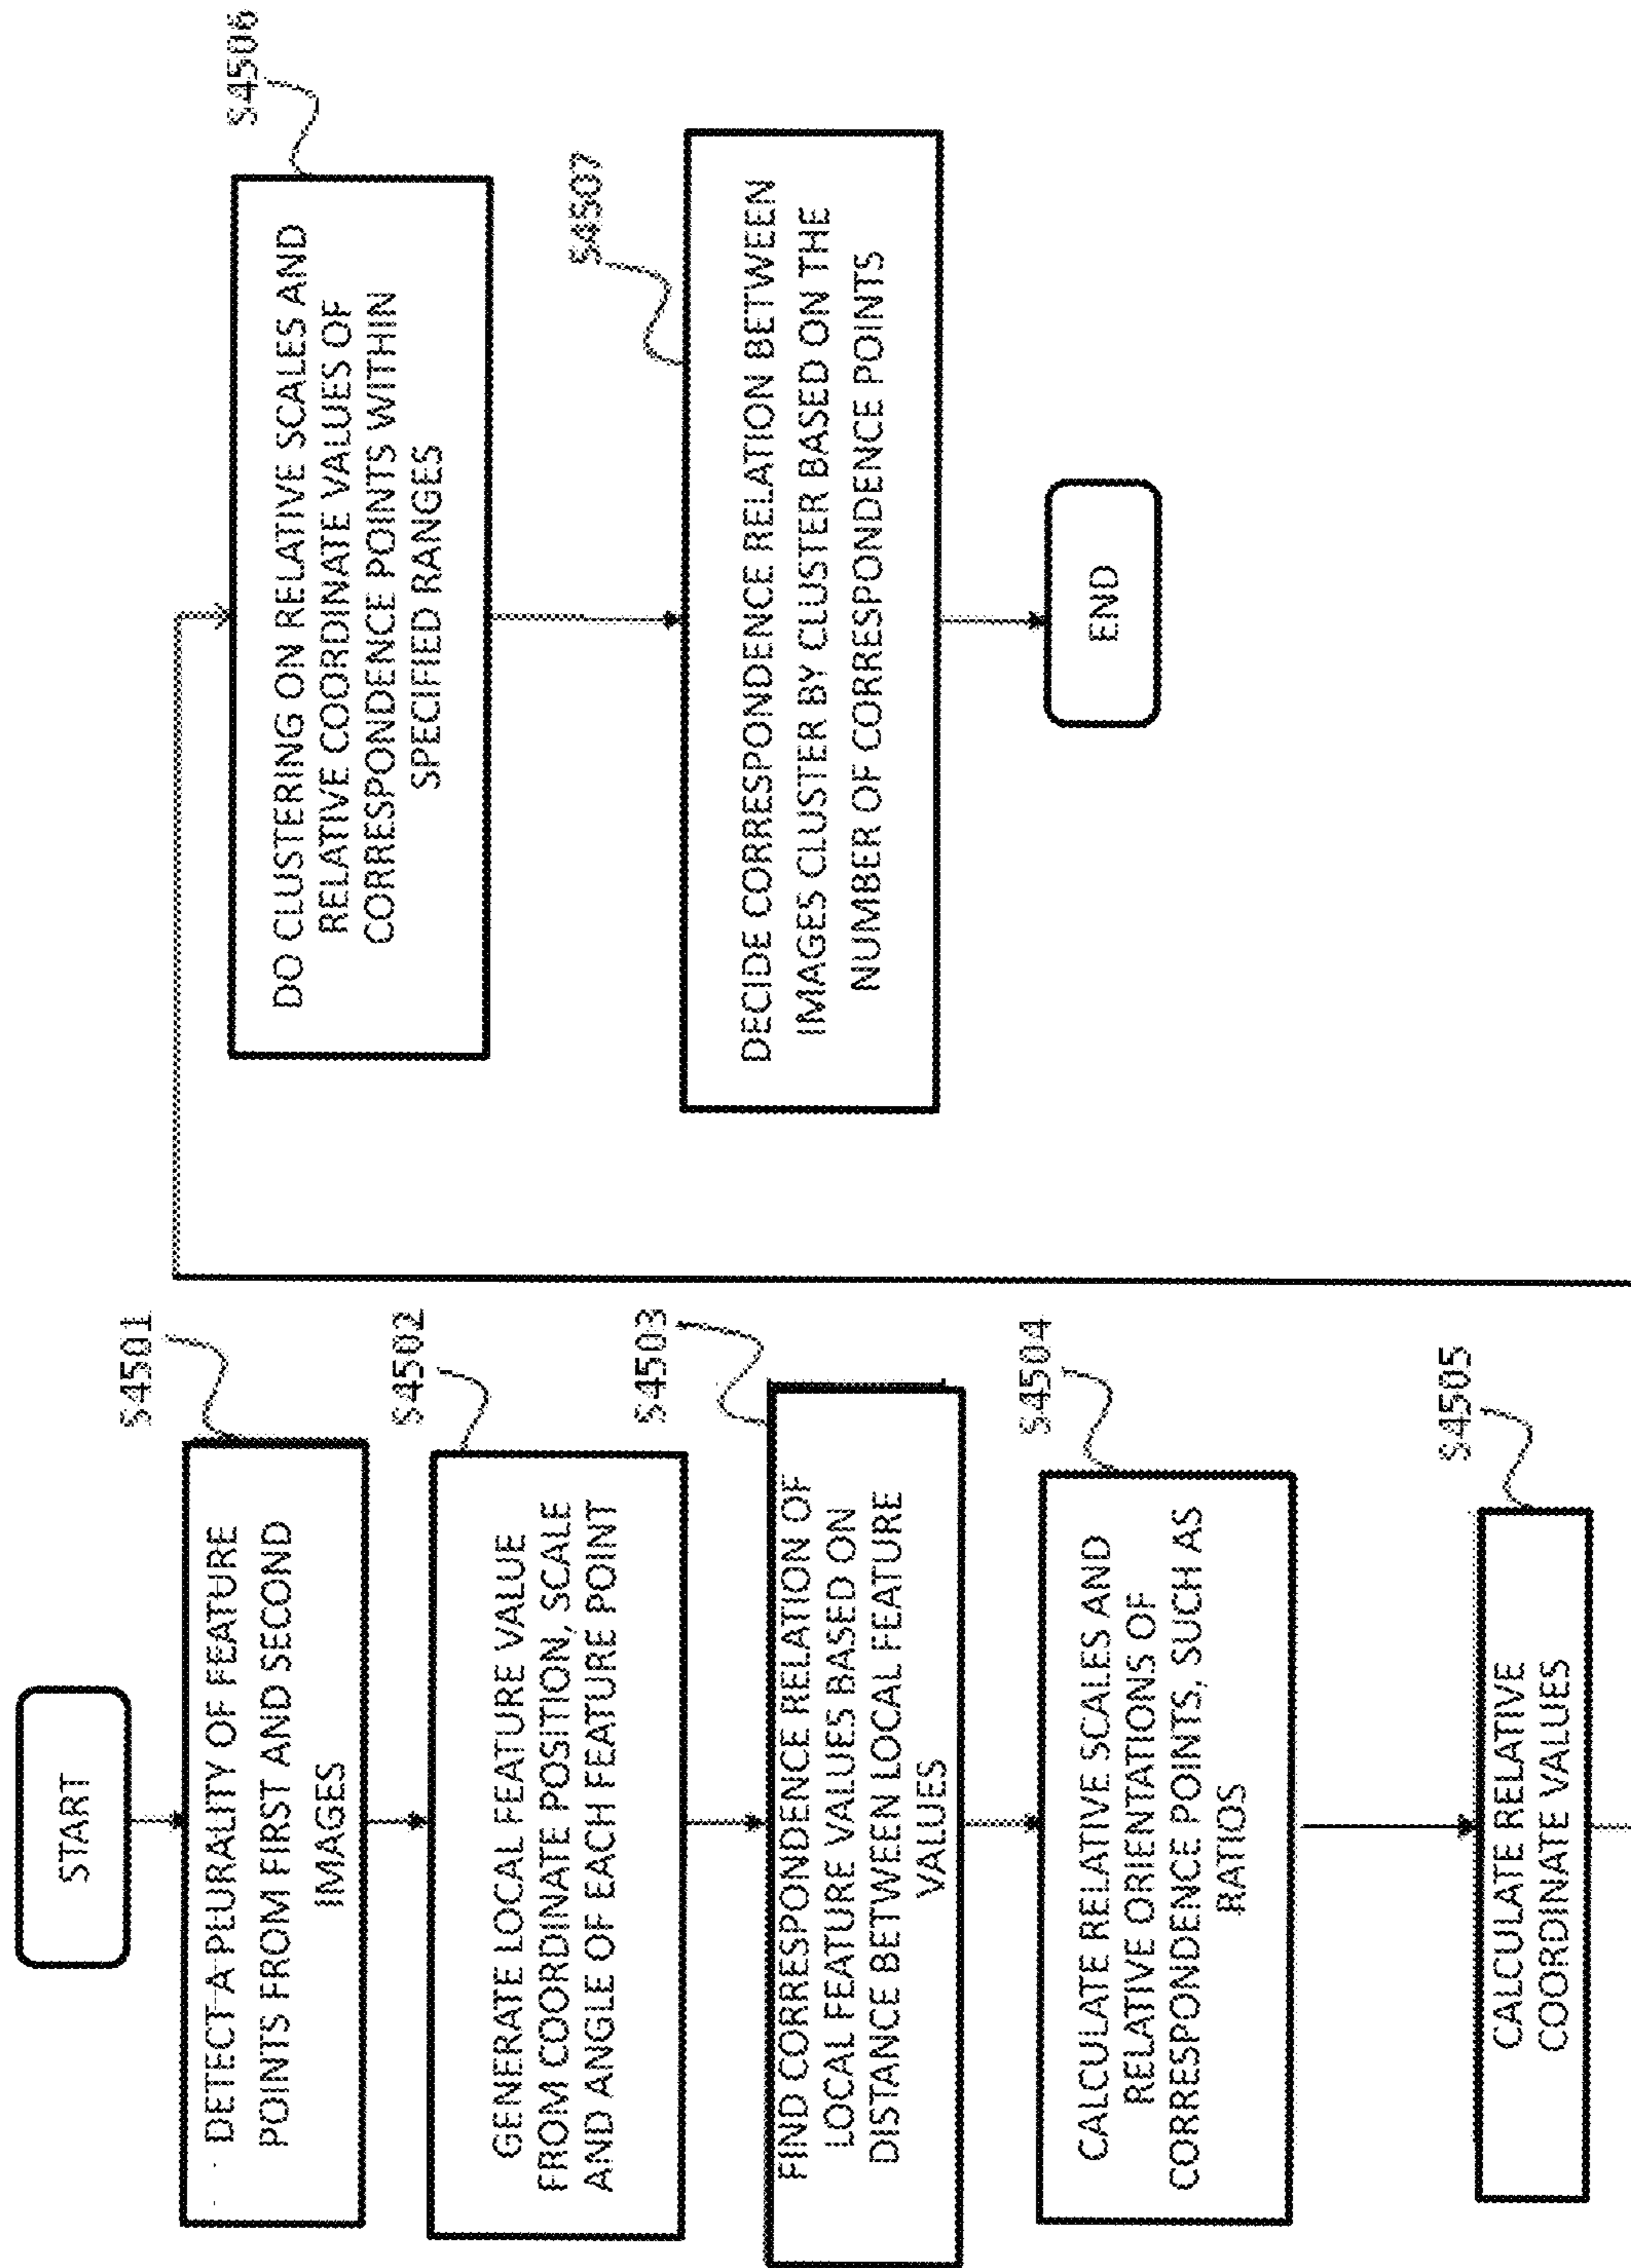 START
S4501
DETECT A PLURALITY OF FEATURE
POINTS FROM FIRST AND SECOND
IMAGES
S4502
GENERATE LOCAL FEATURE VALUE
FROM COORDINATE POSITION, SCALE
AND ANGLE OF EACH FEATURE POINT
S4503
FIND CORRESPONDENCE RELATION OF
LOCAL FEATURE VALUES BASED ON
DISTANCE BETWEEN LOCAL FEATURE
VALUES
S4504
CALCULATE RELATIVE SCALES AND
RELATIVE ORIENTATIONS OF
CORRESPONDENCE POINTS, SUCH AS
RATIOS
S4505
CALCULATE RELATIVE
COORDINATE VALUES
S4506
DO CLUSTERING ON RELATIVE SCALES AND
RELATIVE COORDINATE VALUES OF
CORRESPONDENCE POINTS WITHIN
SPECIFIED RANGES
S4507
DECIDE CORRESPONDENCE RELATION BETWEEN
IMAGES CLUSTER BY CLUSTER BASED ON THE
NUMBER OF CORRESPONDENCE POINTS
END